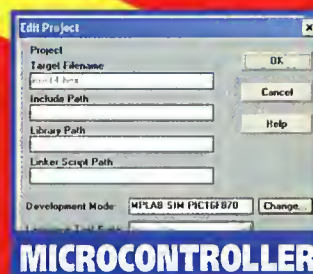 Edit Project
Project
Target Filename
OK
Include Path
Cancel
Library Path
Help
Linker Script Path
Development Mode: MPLAB SIM PIC16F870 Change...
MICROCONTROLLER